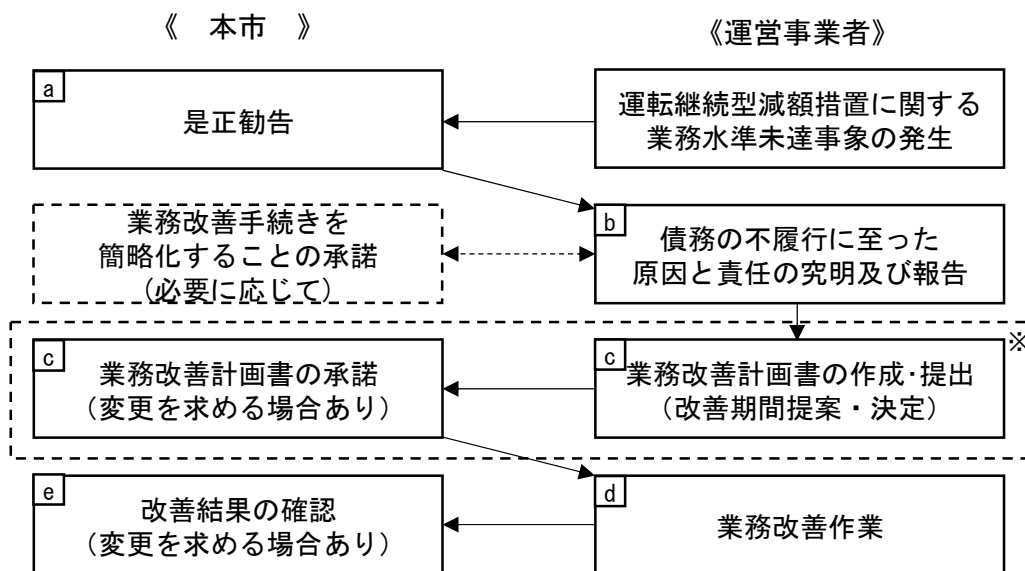 《　本市　》
《運営事業者》
a
是正勧告
運転継続型減額措置に関する
業務水準未達事象の発生
業務改善手続きを
簡略化することの承諾
(必要に応じて)
b
債務の不履行に至った
原因と責任の究明及び報告
※
c
業務改善計画書の承諾
(変更を求める場合あり)
c
業務改善計画書の作成･提出
(改善期間提案・決定)
e
改善結果の確認
(変更を求める場合あり)
d
業務改善作業